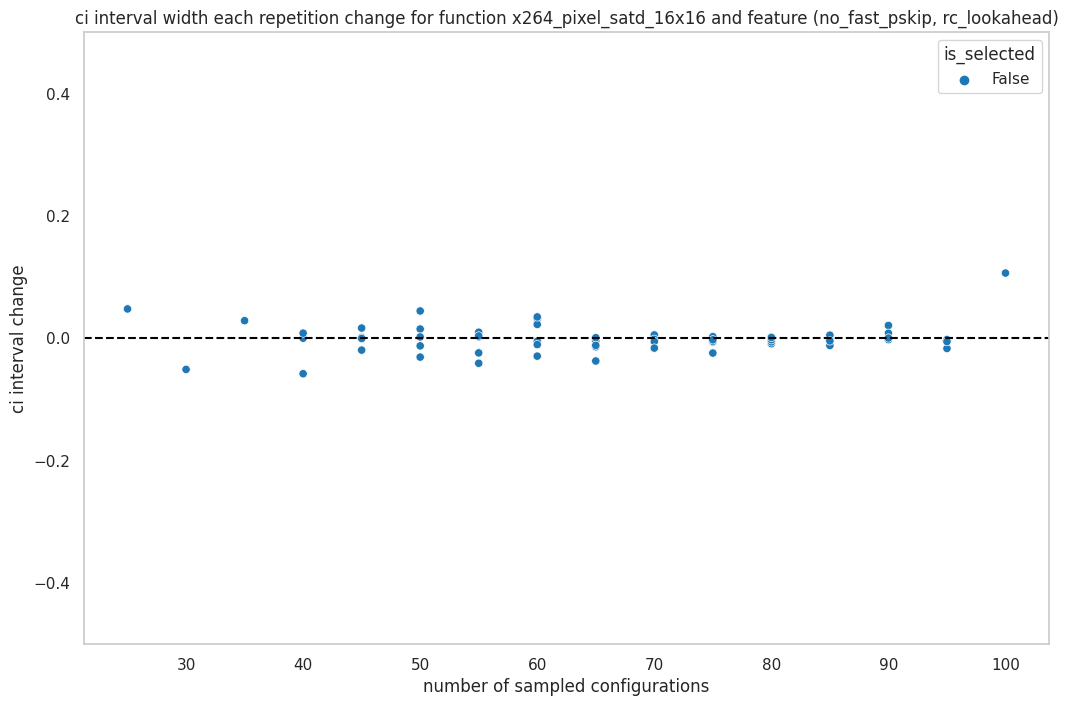 ci interval width each repetition change for function x264_pixel_satd_16x16 and feature (no_fast_pskip, rc_lookahead)
is_selected
False
0.4
0.2
0.0
−0.2
−0.4
ci interval change
30 40 50 60 70 80 90 100
number of sampled configurations